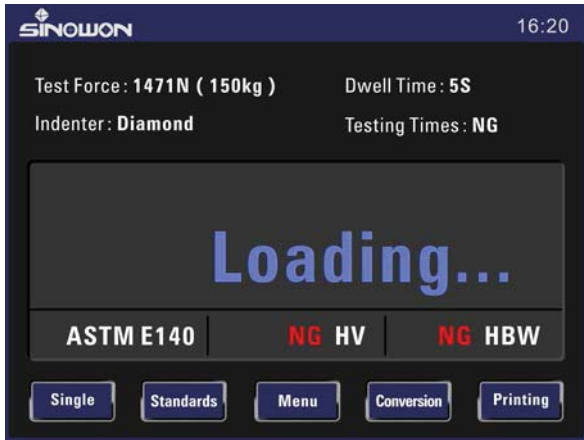 SINOWON 16:20
Test Force : 1471N ( 150kg ) Dwell Time : 5S
Indenter : Diamond Testing Times : NG
Loading...
ASTM E140 NG HV NG HBW
Single Standards Menu Conversion Printing